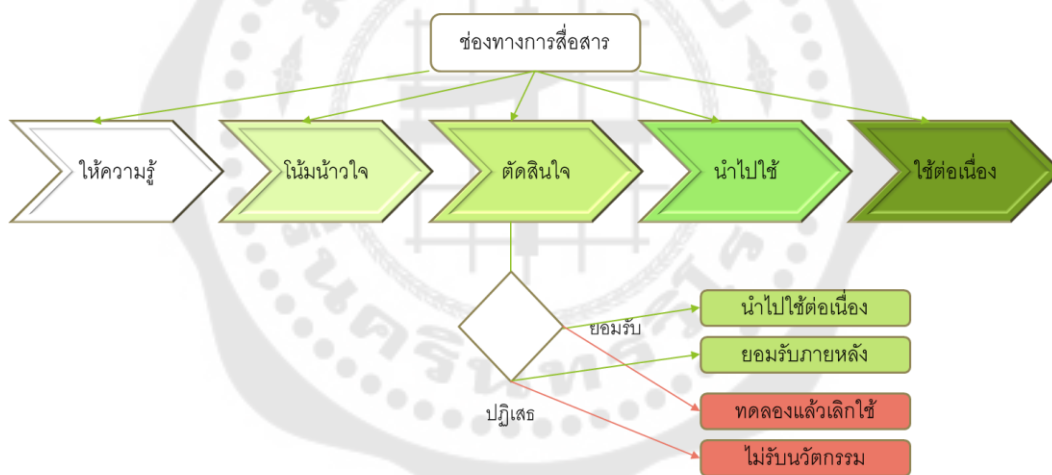 ช่องทางการสื่อสาร
ให้ความรู้
โน้มน้าวใจ
ตัดสินใจ
นำไปใช้
ใช้ต่อเนื่อง
นำไปใช้ต่อเนื่อง
ยอมรับ
ยอมรับภายหลัง
ทดลองแล้วเลิกใช้
ปฏิเสธ
ไม่รับนวัตกรรม